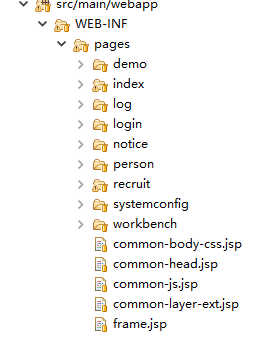 src/main/webapp
WEB-INF
pages
demo
index
log
login
notice
person
recruit
systemconfig
workbench
common-body-css.jsp
common-head.jsp
common-js.jsp
common-layer-ext.jsp
frame.jsp